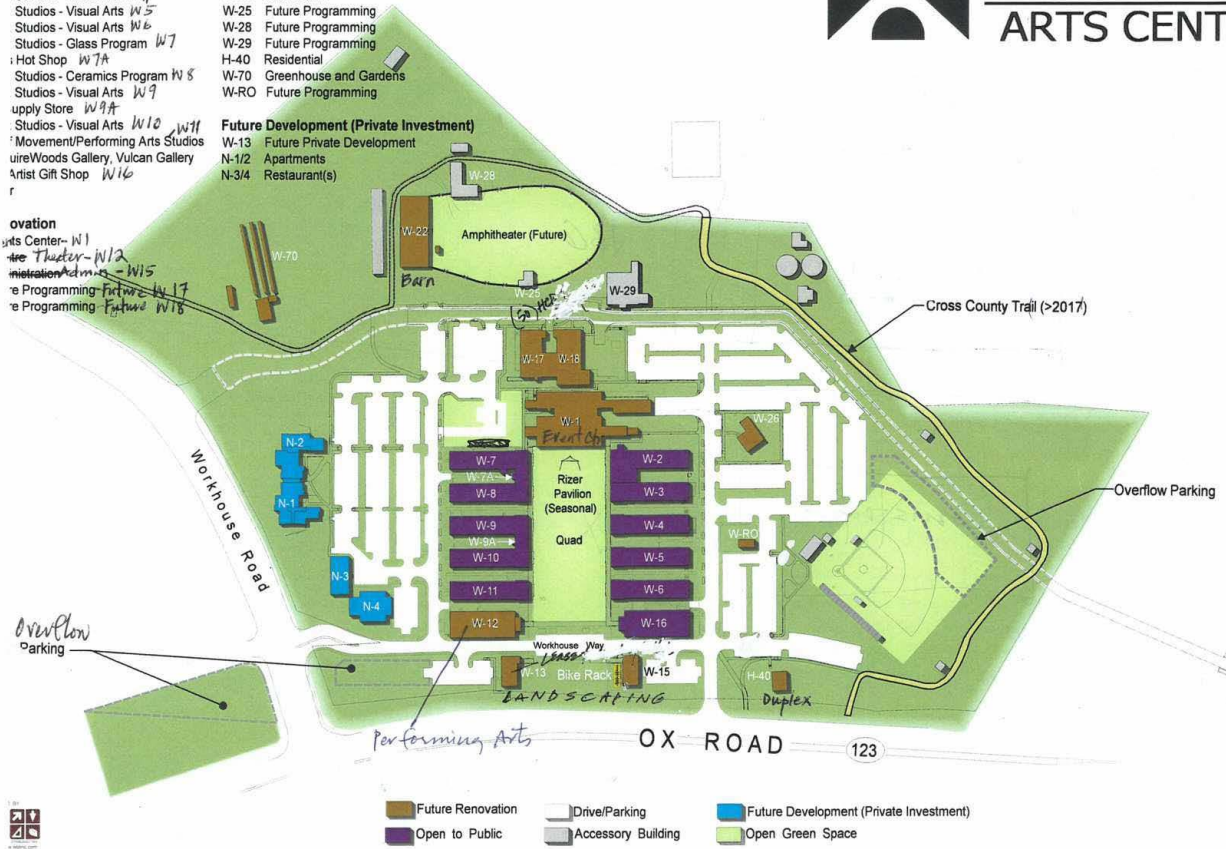 Studios - Visual Arts W5
Studios - Visual Arts W6
Studios - Glass Program W7
Hot Shop W7A
Studios - Ceramics Program W8
Studios - Visual Arts W9
upply Store W9A
Studios - Visual Arts W10 W11
Movement/Performing Arts Studios
uireWoods Gallery, Vulcan Gallery
Artist Gift Shop W16
r
ovation
nts Center- W1
tre Theater - W12
inistration Admin - W15
e Programming Future W17
e Programming Future W18
W-25 Future Programming
W-28 Future Programming
W-29 Future Programming
H-40 Residential
W-70 Greenhouse and Gardens
W-RO Future Programming
Future Development (Private Investment)
W-13 Future Private Development
N-1/2 Apartments
N-3/4 Restaurant(s)
ARTS CENT
W-28
W-22
Amphitheater (Future)
W-70
Barn
W-25
W-29
Cross County Trail (>2017)
W-17
W-18
W-1
Event Ctr
W-26
N-2
N-1
W-7
W-7A
W-8
W-9
W-9A
W-10
W-11
W-12
Rizer
Pavilion
(Seasonal)
Quad
W-2
W-3
W-4
W-5
W-6
W-16
W-RO
Overflow Parking
Workhouse Road
N-3
N-4
Overflow
Parking
Workhouse Way
W-13
Bike Rack
W-15
H-40
Duplex
LANDSCAPING
Performing Arts
OX ROAD
123
Future Renovation
Drive/Parking
Future Development (Private Investment)
Open to Public
Accessory Building
Open Green Space